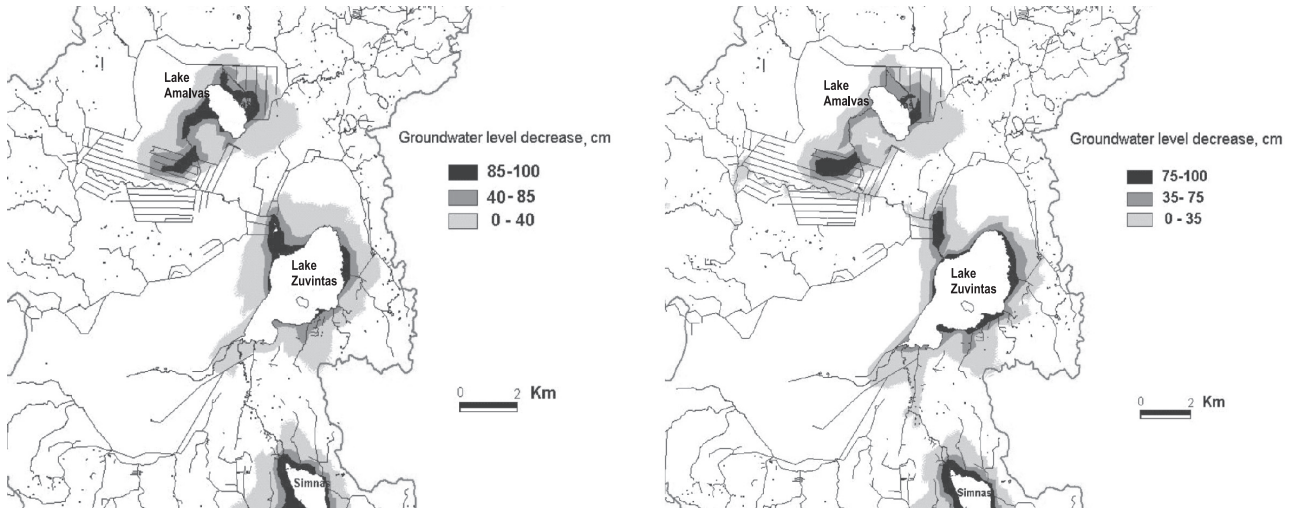 Lake
Amalvas
Groundwater level decrease, cm
85-100
40-85
0-40
Lake
Zuvintas
0 2 Km
Simnas
Lake
Amalvas
Groundwater level decrease, cm
75-100
35-75
0-35
Lake
Zuvintas
0 2 Km
Simnas